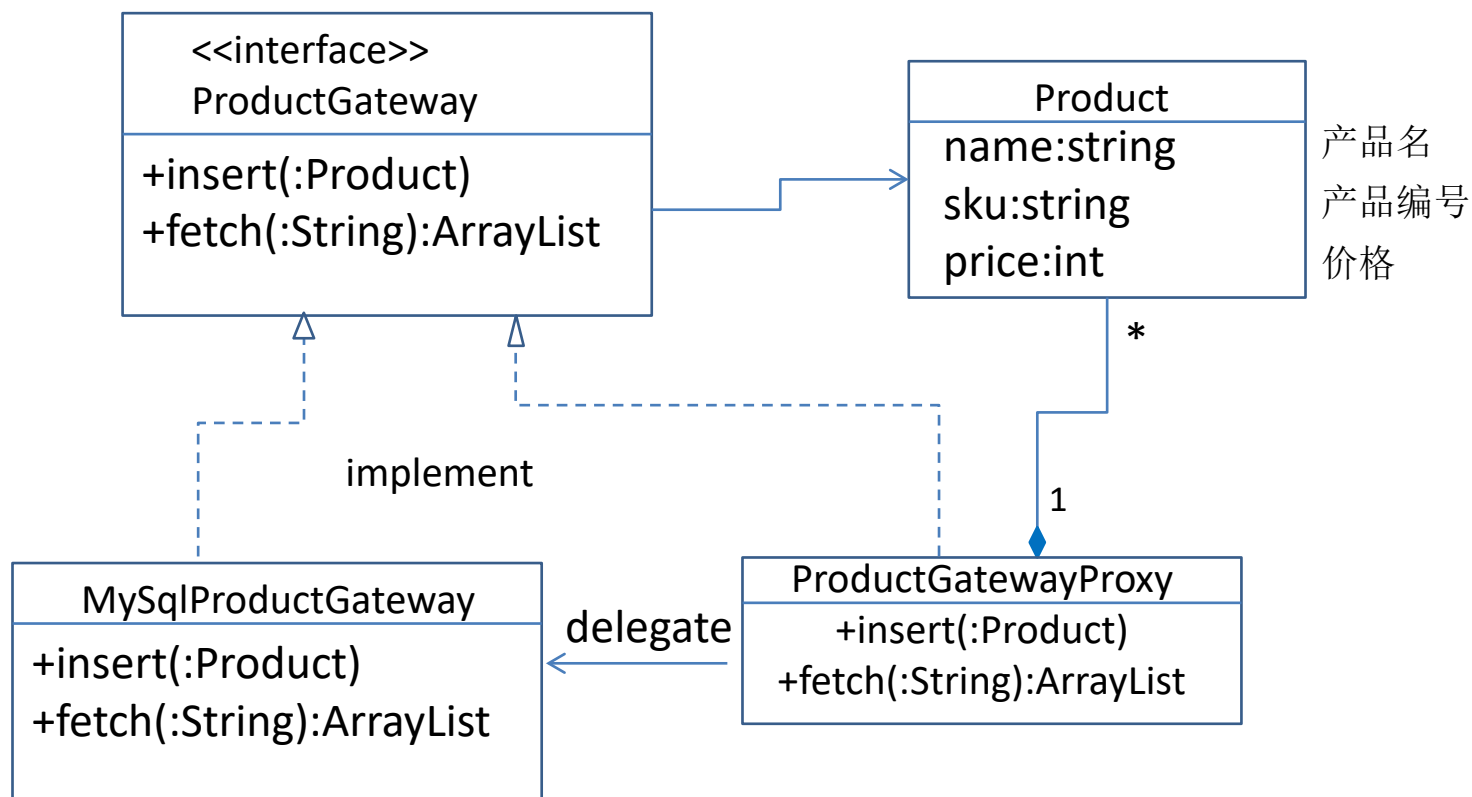 <<interface>>
ProductGateway
+insert(:Product)
+fetch(:String):ArrayList
Product
name:string
sku:string
price:int
产品名
产品编号
价格
*
1
implement
MySqlProductGateway
+insert(:Product)
+fetch(:String):ArrayList
delegate
ProductGatewayProxy
+insert(:Product)
+fetch(:String):ArrayList